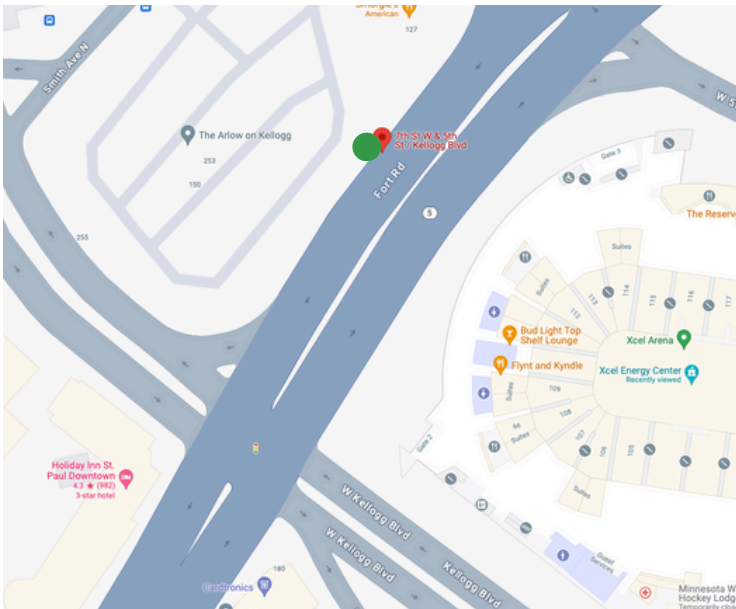 American
127
Smith Ave N
The Arlow on Kellogg
253
150
255
7th St W & 5th
St / Kellogg Blvd
Fort Rd
5
W 5
Gate 3
The Reserv
Suites
Suites
112
113
114
115
116
117
Bud Light Top
Shelf Lounge
Xcel Arena
Flynt and Kyndle
Xcel Energy Center
Recently viewed
Suites
109
108
66
Suites
107
106
105
Suites
Gate 2
Holiday Inn St.
Paul Downtown
4.3 ★ (982)
3-star hotel
W Kellogg Blvd
W Kellogg Blvd
Kellogg Blvd
Guest
Services
180
Cardtronics
Minnesota W
Hockey Lodg
Temporarily clos